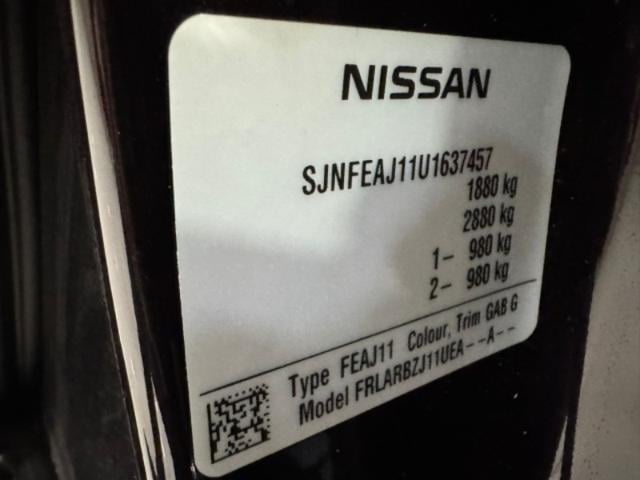 NISSAN
SJNFEAJ11U1637457
1880 kg
2880 kg
1- 980 kg
2- 980 kg
Type FEAJ11 Colour, Trim GAB G
Model FRLARBZJ11UEA--A--